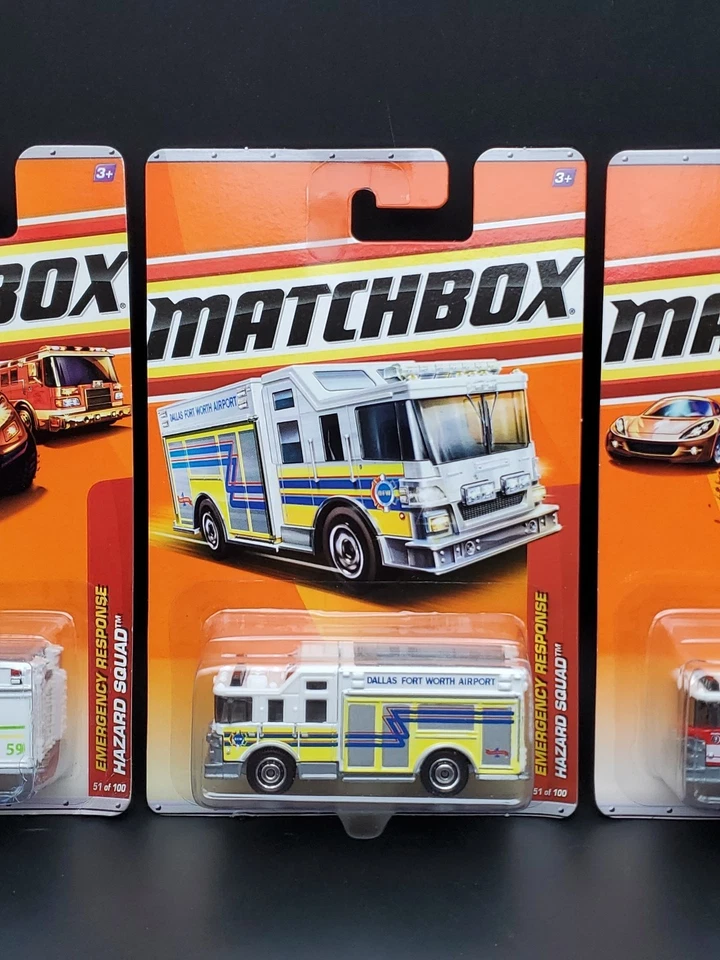 3+
BOX®
EMERGENCY RESPONSE
HAZARD SQUAD™
51 of 100
59
3+
MATCHBOX®
DALLAS FORT WORTH AIRPORT
DALLAS FORT WORTH AIRPORT
EMERGENCY RESPONSE
HAZARD SQUAD™
51 of 100
MA